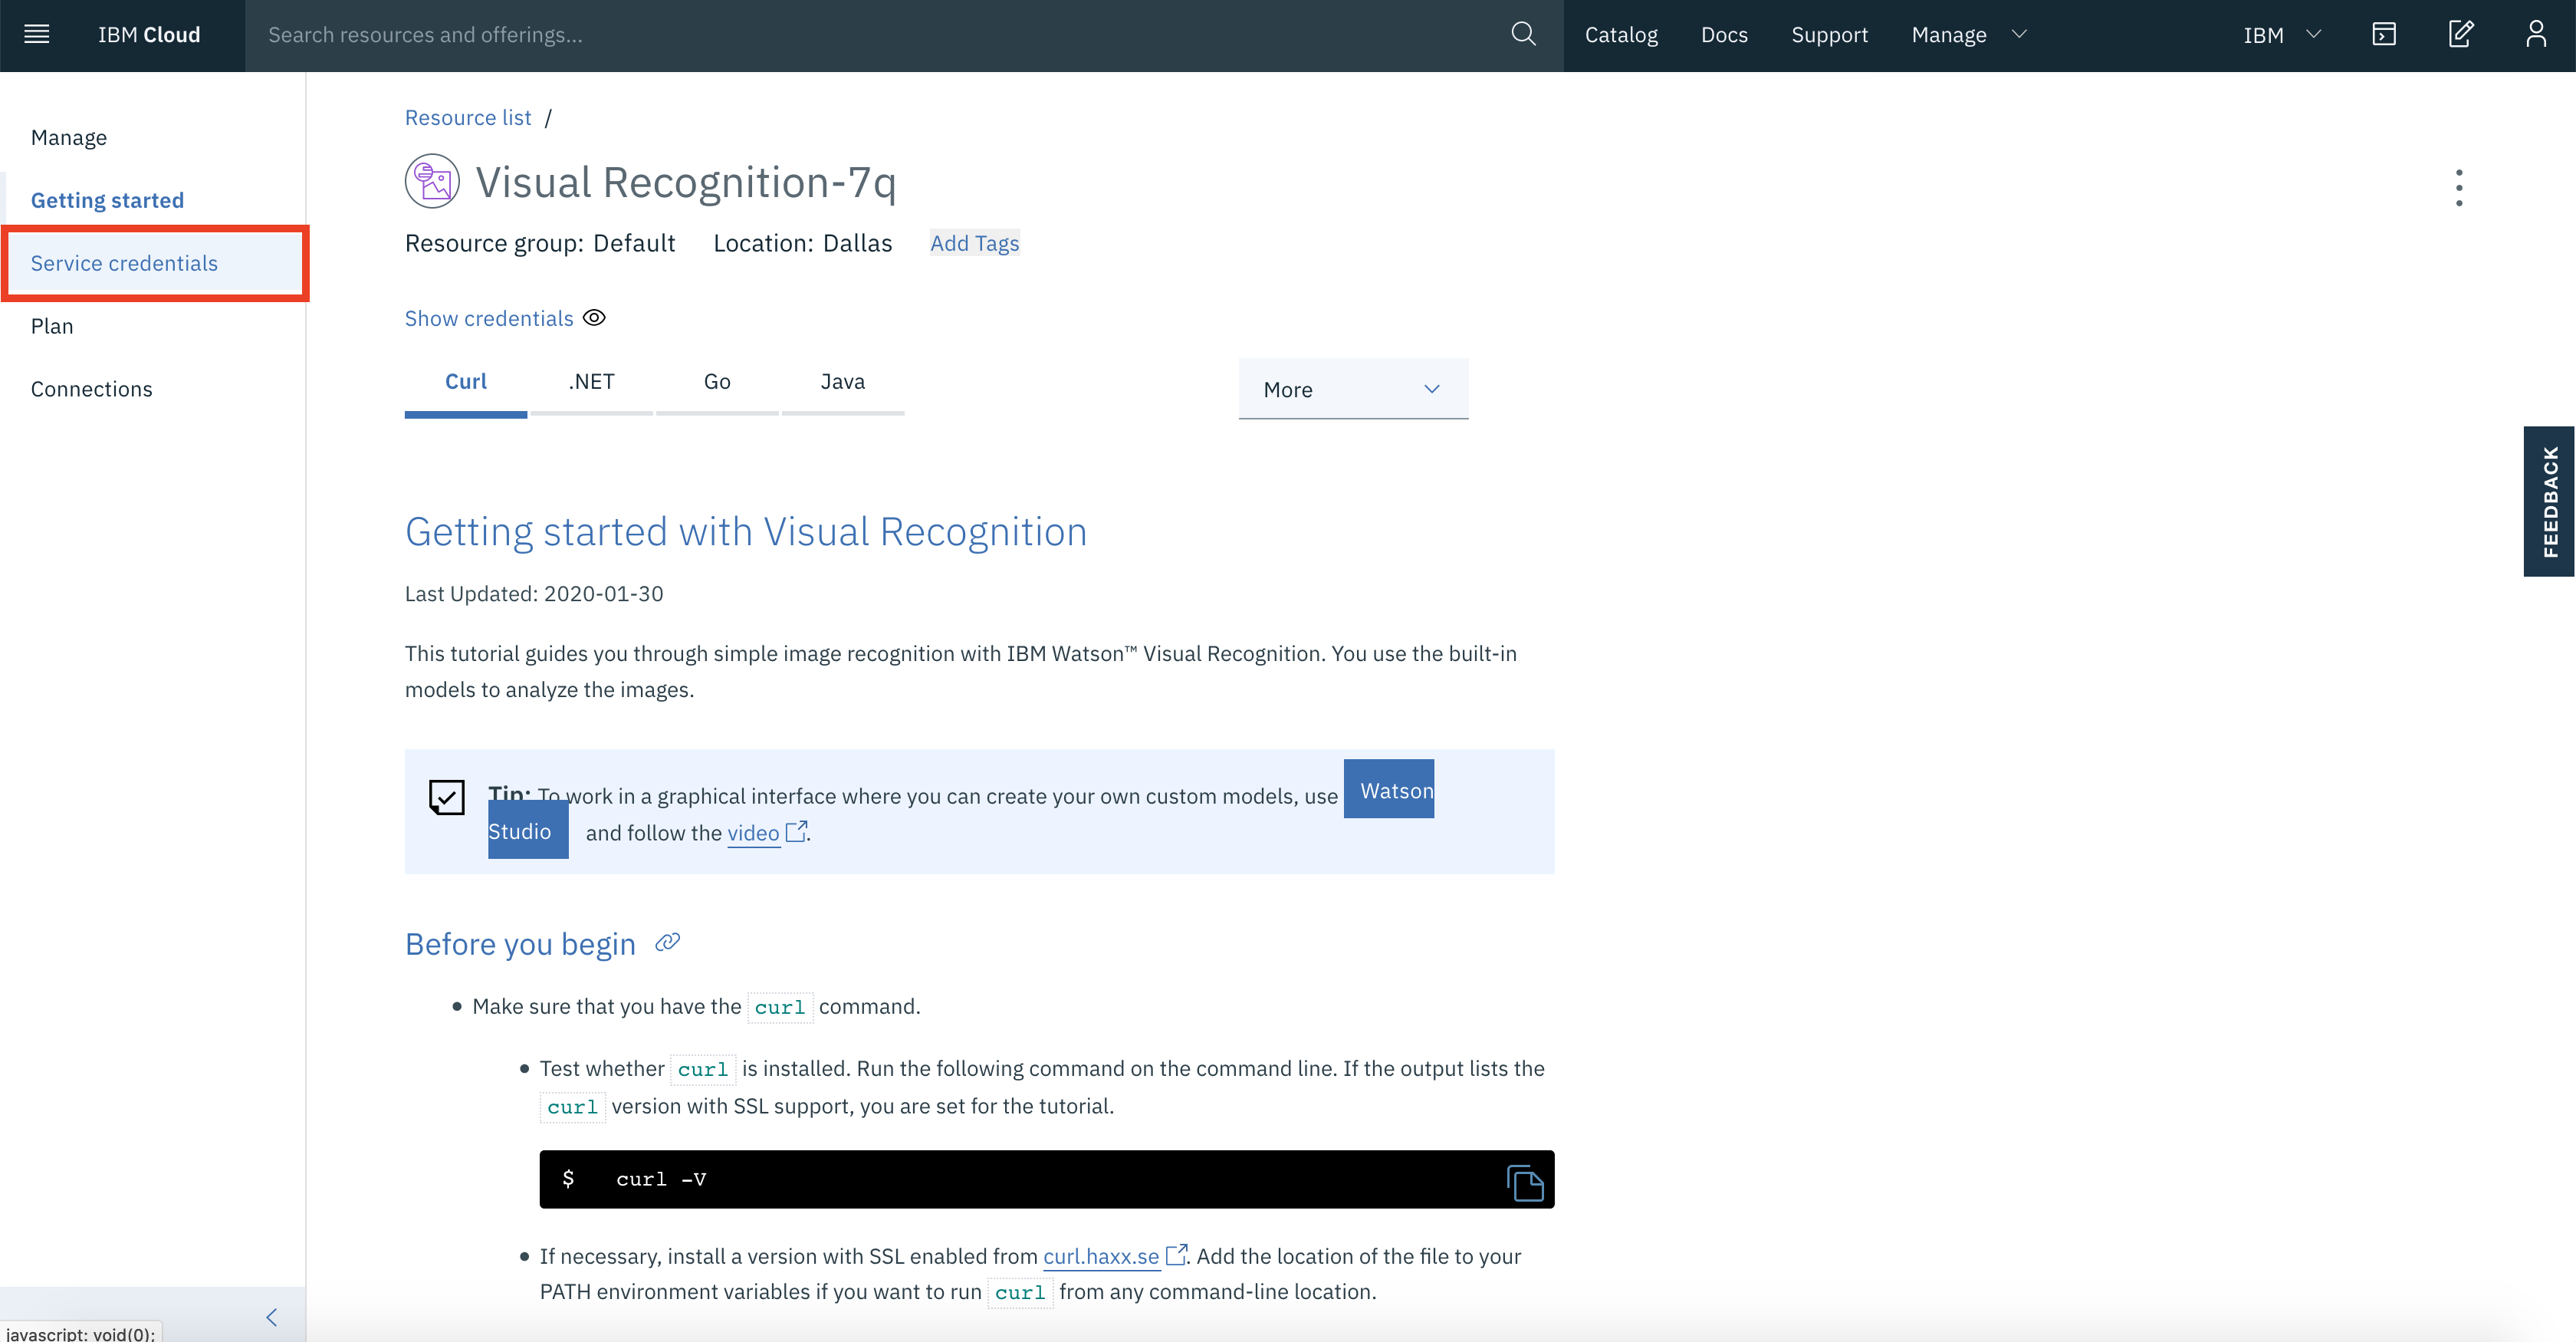 IBM Cloud
Search resources and offerings...
Catalog
Docs
Support
Manage
IBM
Manage
Getting started
Service credentials
Plan
Connections
Resource list /
Visual Recognition-7q
Resource group: Default Location: Dallas Add Tags
Show credentials
Curl
.NET
Go
Java
More
FEEDBACK
Getting started with Visual Recognition
Last Updated: 2020-01-30
This tutorial guides you through simple image recognition with IBM Watson™ Visual Recognition. You use the built-in
models to analyze the images.
Tip: To work in a graphical interface where you can create your own custom models, use Watson
Studio and follow the video.
Before you begin
• Make sure that you have the curl command.
• Test whether curl is installed. Run the following command on the command line. If the output lists the
curl version with SSL support, you are set for the tutorial.
$ curl -V
• If necessary, install a version with SSL enabled from curl.haxx.se. Add the location of the file to your
PATH environment variables if you want to run curl from any command-line location.
javascript: void(0);